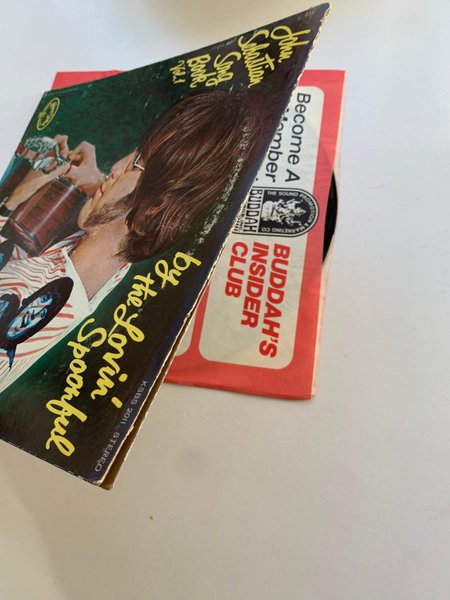 John
Sebastian
Song
Book
Vol. 1
by the Lovin'
Spoonful
KSBS 2011 STEREO
Become A
Member
THE SOUND PROMOTION
MARKETING CO.
BUDDAH
BUDDAH'S
INSIDER
CLUB